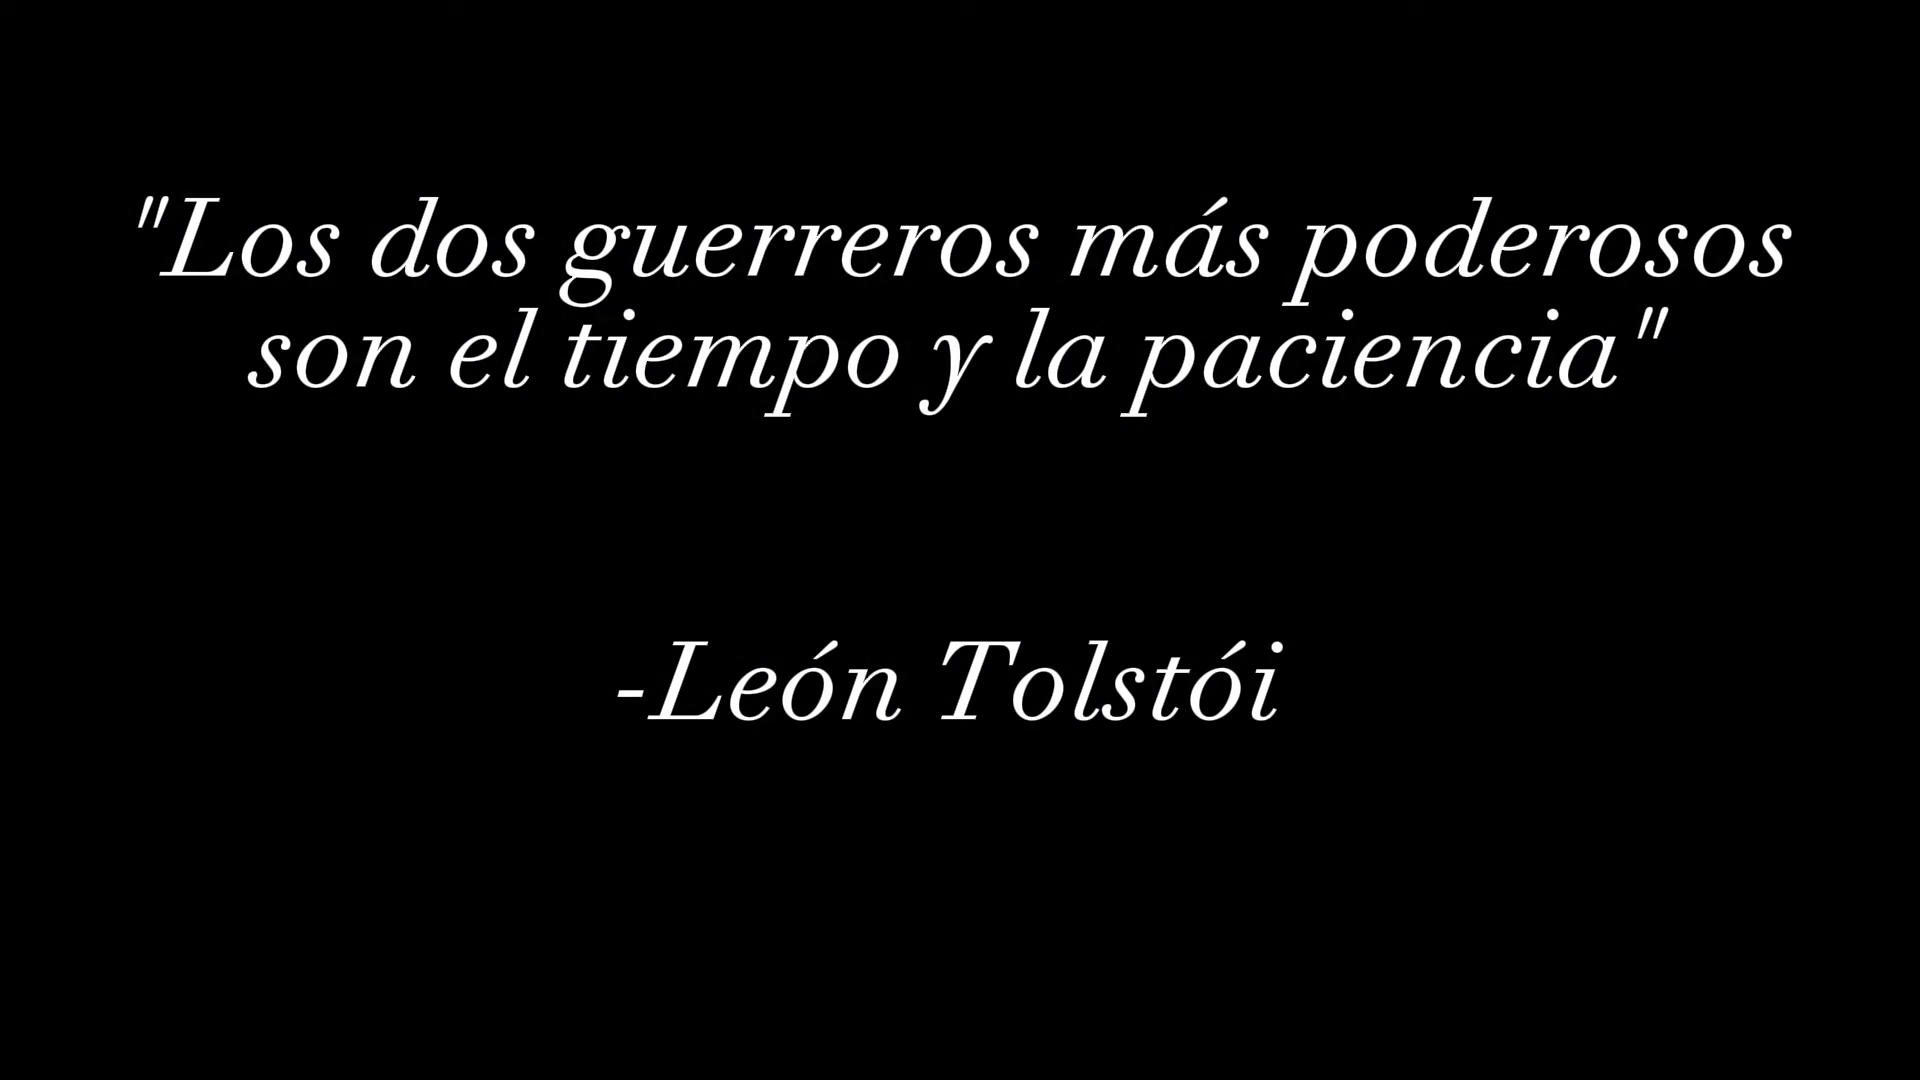 "Los dos guerreros más poderosos
son el tiempo y la paciencia"
-León Tolstói